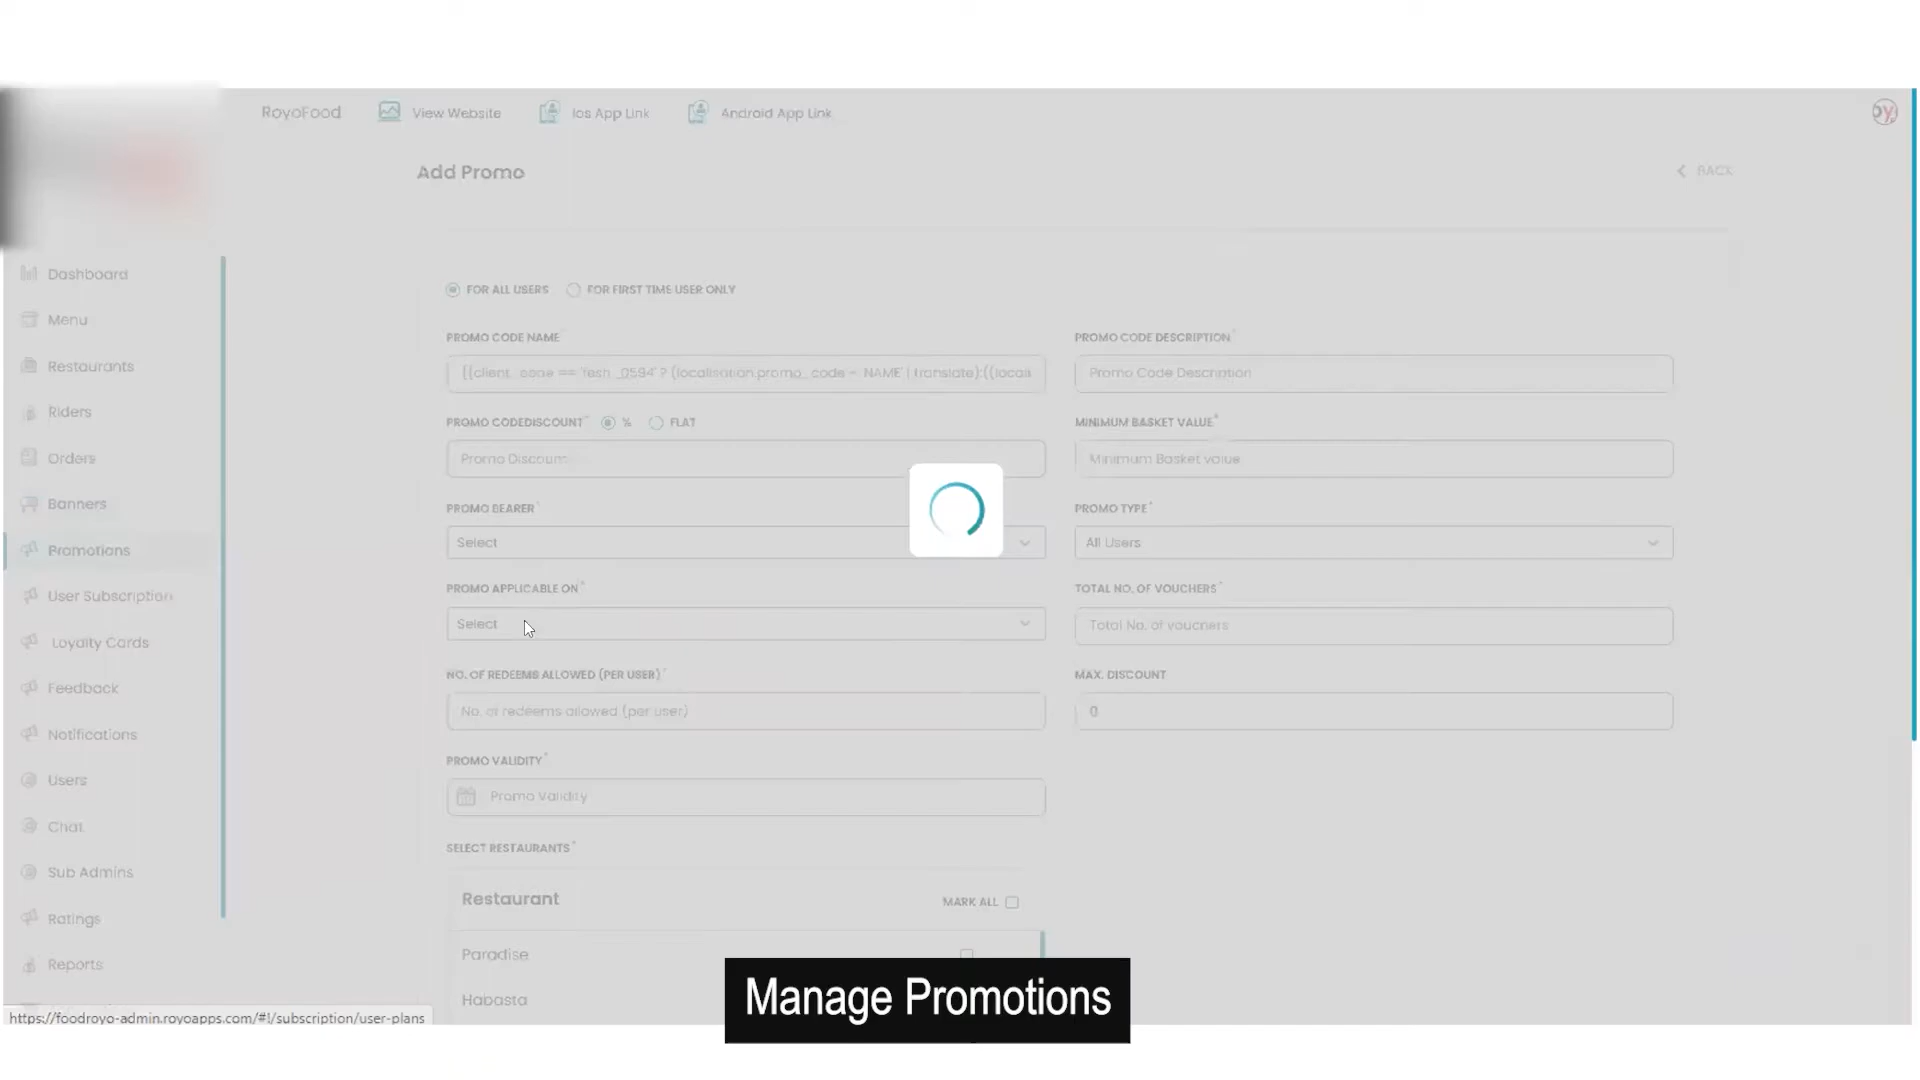 RoyoFood View Website Ios App Link Android App Link
Add Promo
BACK
Dashboard
Menu
Restaurants
Riders
Orders
Banners
Promotions
User Subscription
Loyalty Cards
Feedback
Notifications
Users
Chat
Sub Admins
Ratings
Reports
FOR ALL USERS FOR FIRST TIME USER ONLY
PROMO CODE NAME*
PROMO CODE DESCRIPTION*
Promo Code Description
PROMO CODEDISCOUNT* % FLAT
MINIMUM BASKET VALUE*
Promo Discount
Minimum Basket value
PROMO BEARER*
PROMO TYPE*
Select
All Users
PROMO APPLICABLE ON*
TOTAL NO. OF VOUCHERS*
Select
Total No. of vouchers
NO. OF REDEEMS ALLOWED (PER USER)*
MAX. DISCOUNT
No. of redeems allowed (per user)
0
PROMO VALIDITY*
Promo Validity
SELECT RESTAURANTS*
Restaurant MARK ALL
Paradise
Habasta
Manage Promotions
https://foodroyo-admin.royoapps.com/#!/subscription/user-plans